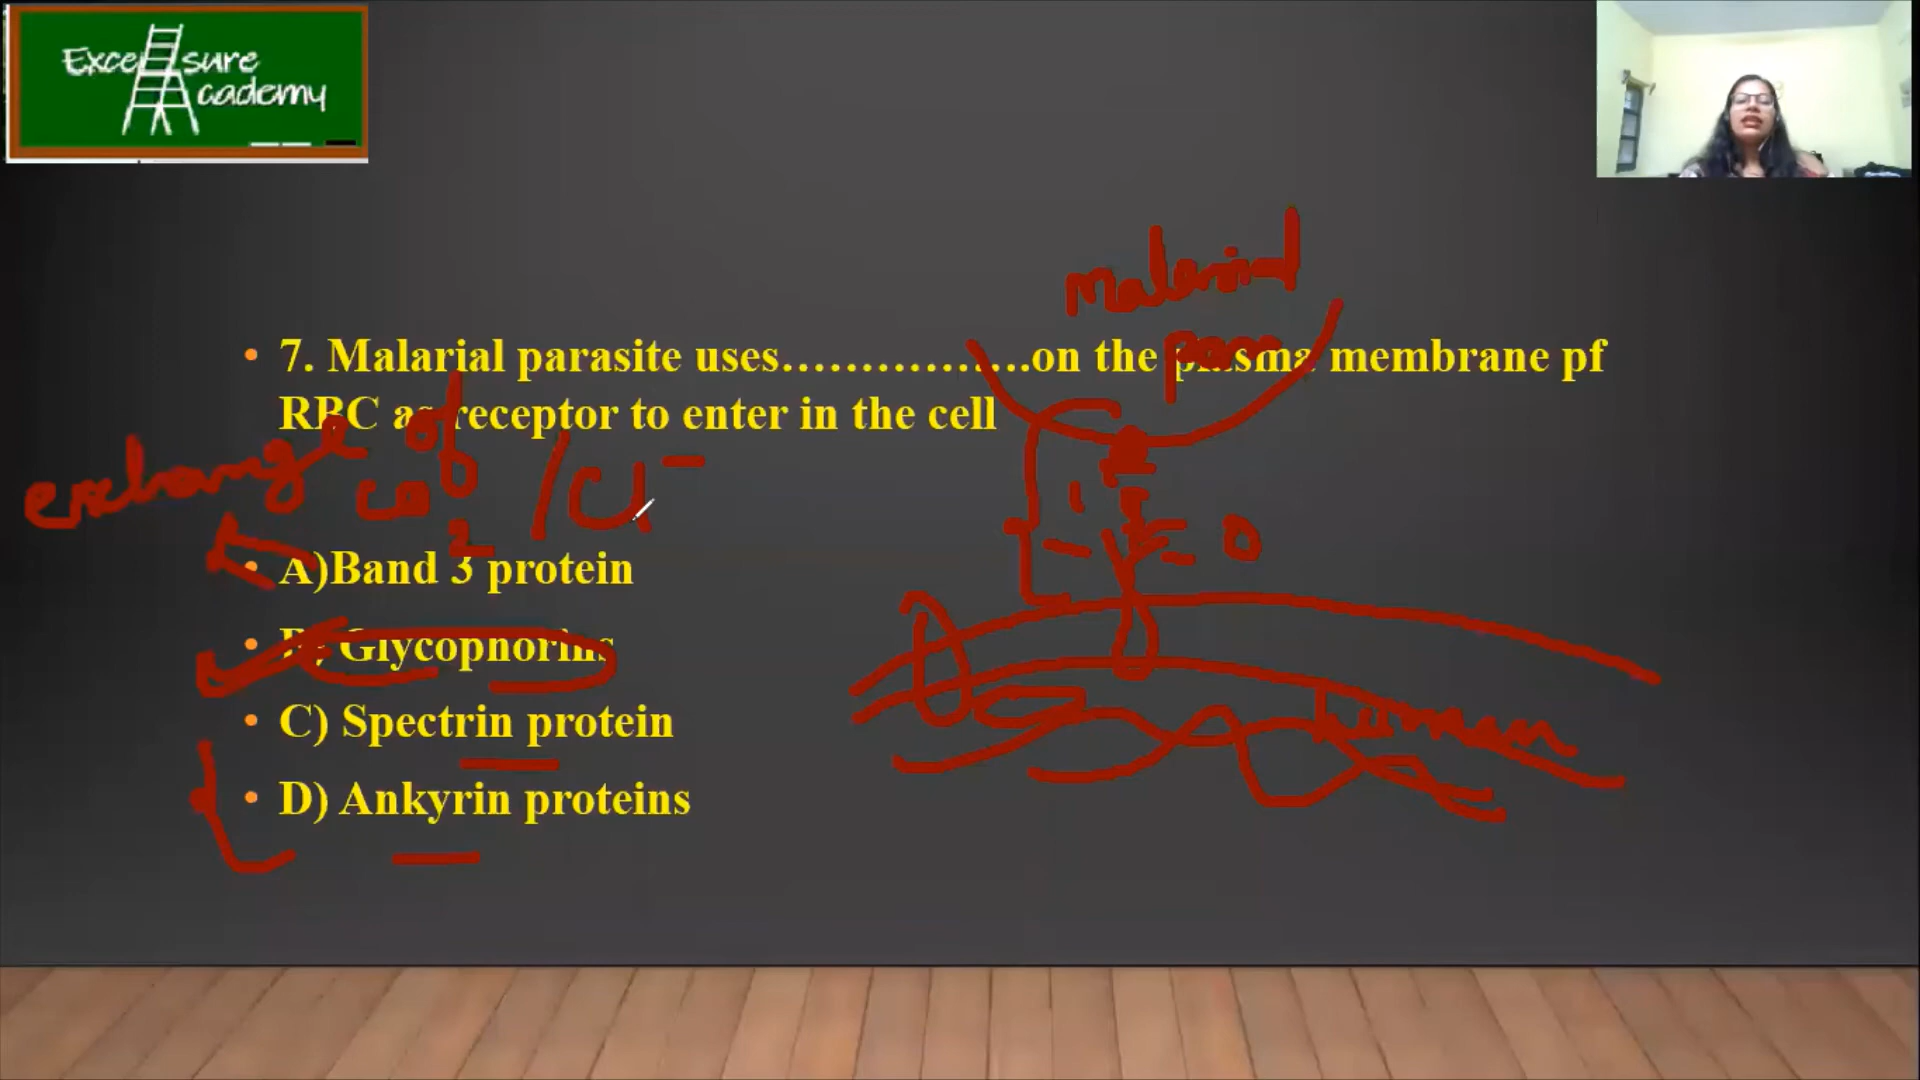 Excel sure
Academy
malarial
para
• 7. Malarial parasite uses…………….on the plasma membrane pf
RBC as receptor to enter in the cell
exchange of
CO2 / Cl-
• A)Band 3 protein
• B) Glycophorins
• C) Spectrin protein
human
• D) Ankyrin proteins